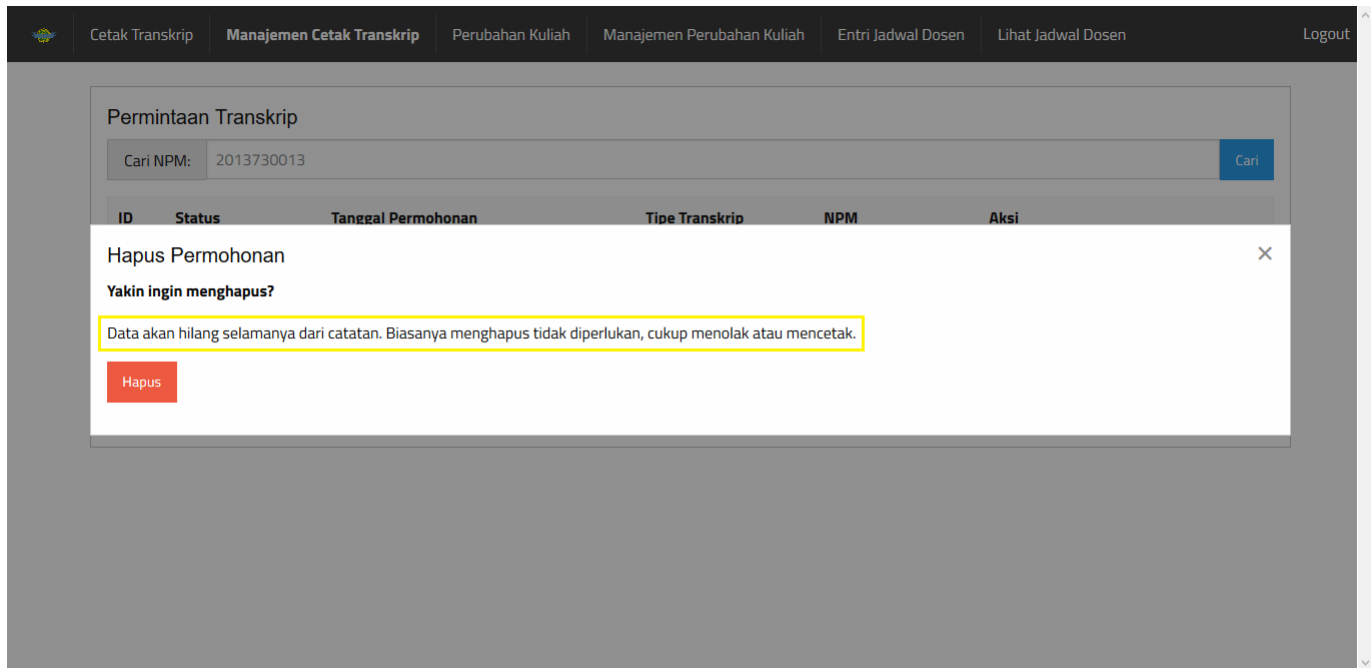 Cetak Transkrip Manajemen Cetak Transkrip Perubahan Kuliah Manajemen Perubahan Kuliah Entri Jadwal Dosen Lihat Jadwal Dosen Logout
Permintaan Transkrip
Cari NPM: 2013730013 Cari
ID Status Tanggal Permohonan Tipe Transkrip NPM Aksi
Hapus Permohonan ×
Yakin ingin menghapus?
Data akan hilang selamanya dari catatan. Biasanya menghapus tidak diperlukan, cukup menolak atau mencetak.
Hapus